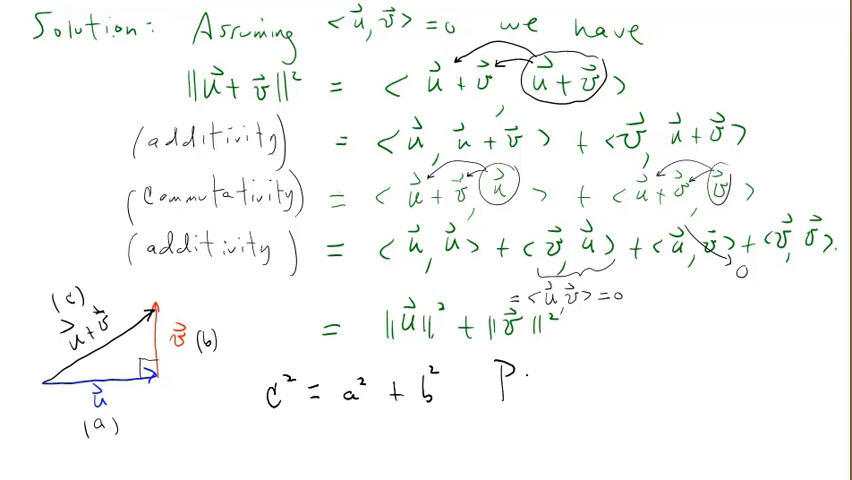 Solution: Assuming <u⃗, v⃗> = 0 we have
||u⃗ + v⃗||² = < u⃗ + v⃗, u⃗ + v⃗ >
(additivity) = < u⃗, u⃗ + v⃗ > + < v⃗, u⃗ + v⃗ >
(commutativity) = < u⃗ + v⃗, u⃗ > + < u⃗ + v⃗, v⃗ >
(additivity) = < u⃗, u⃗ > + < v⃗, u⃗ > + < u⃗, v⃗ > + < v⃗, v⃗ >.
= < u⃗, v⃗ > = 0
0
= ||u⃗||² + ||v⃗||²
(c)
u⃗ + v⃗
v⃗ (b)
u⃗
(a)
c² = a² + b² P.